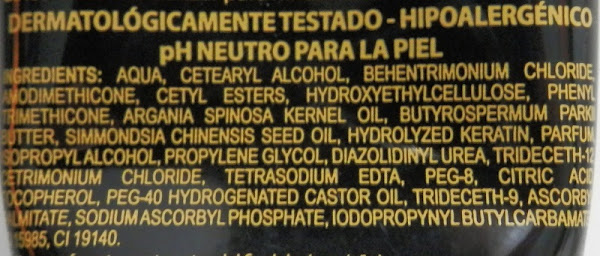 DERMATOLÓGICAMENTE TESTADO - HIPOALERGÉNICO
pH NEUTRO PARA LA PIEL
INGREDIENTS: AQUA, CETEARYL ALCOHOL, BEHENTRIMONIUM CHLORIDE,
AMODIMETHICONE, CETYL ESTERS, HYDROXYETHYLCELLULOSE, PHENYL
TRIMETHICONE, ARGANIA SPINOSA KERNEL OIL, BUTYROSPERMUM PARKII
BUTTER, SIMMONDSIA CHINENSIS SEED OIL, HYDROLYZED KERATIN, PARFUM,
ISOPROPYL ALCOHOL, PROPYLENE GLYCOL, DIAZOLIDINYL UREA, TRIDECETH-12,
CETRIMONIUM CHLORIDE, TETRASODIUM EDTA, PEG-8, CITRIC ACID,
TOCOPHEROL, PEG-40 HYDROGENATED CASTOR OIL, TRIDECETH-9, ASCORBYL
PALMITATE, SODIUM ASCORBYL PHOSPHATE, IODOPROPYNYL BUTYLCARBAMATE,
15985, CI 19140.